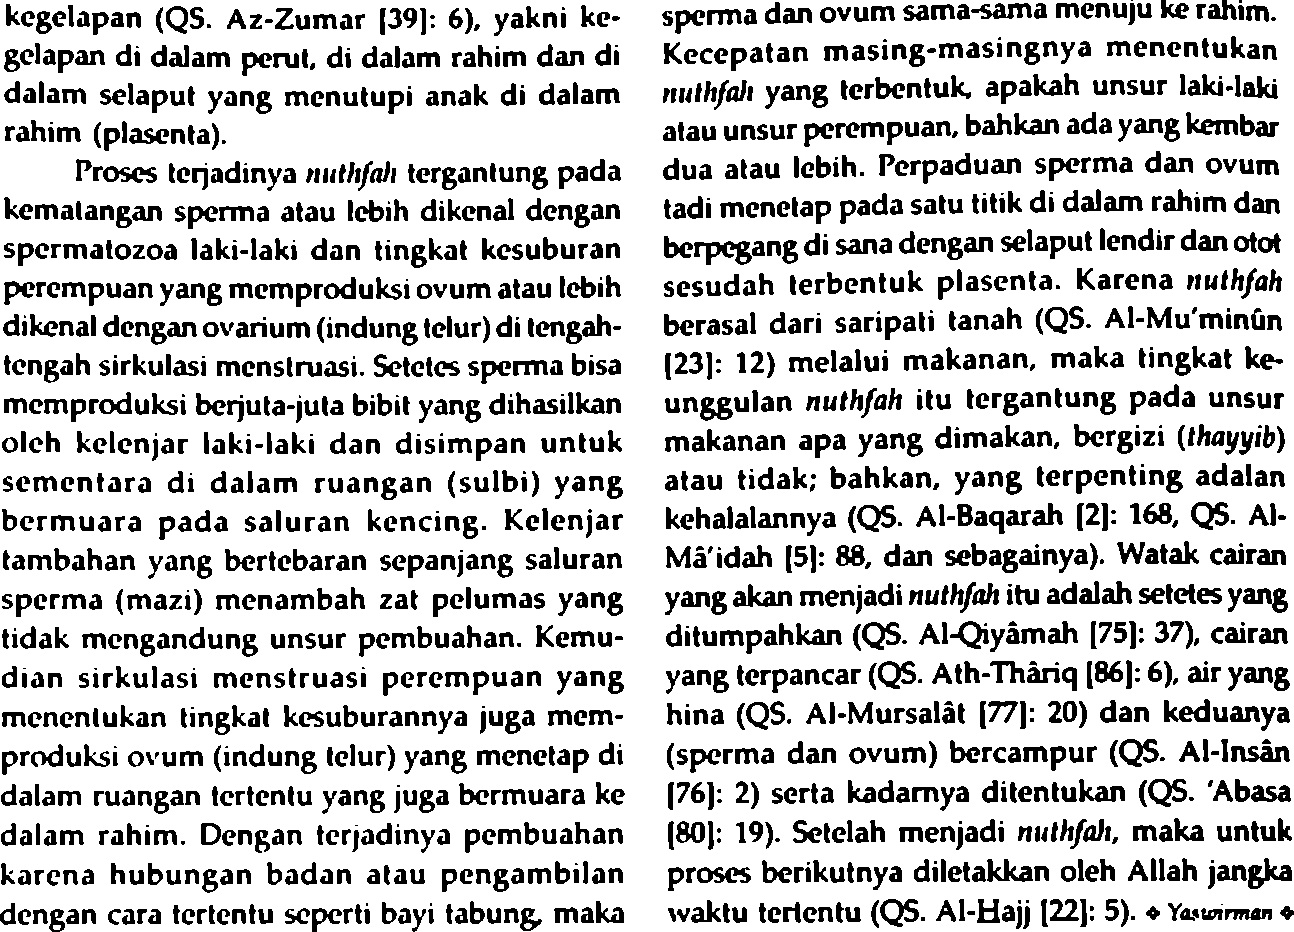 kegelapan (QS. Az-Zumar [39]: 6), yakni ke-
gelapan di dalam perut, di dalam rahim dan di
dalam selaput yang menutupi anak di dalam
rahim (plasenta).
Proses terjadinya nuthfah tergantung pada
kematangan sperma atau lebih dikenal dengan
spermatozoa laki-laki dan tingkat kesuburan
perempuan yang memproduksi ovum atau lebih
dikenal dengan ovarium (indung telur) di tengah-
tengah sirkulasi menstruasi. Setetes sperma bisa
memproduksi berjuta-juta bibit yang dihasilkan
oleh kelenjar laki-laki dan disimpan untuk
sementara di dalam ruangan (sulbi) yang
bermuara pada saluran kencing. Kelenjar
tambahan yang bertebaran sepanjang saluran
sperma (mazi) menambah zat pelumas yang
tidak mengandung unsur pembuahan. Kemu-
dian sirkulasi menstruasi perempuan yang
menentukan tingkat kesuburannya juga mem-
produksi ovum (indung telur) yang menetap di
dalam ruangan tertentu yang juga bermuara ke
dalam rahim. Dengan terjadinya pembuahan
karena hubungan badan atau pengambilan
dengan cara tertentu seperti bayi tabung, maka
sperma dan ovum sama-sama menuju ke rahim.
Kecepatan masing-masingnya menentukan
nuthfah yang terbentuk, apakah unsur laki-laki
atau unsur perempuan, bahkan ada yang kembar
dua atau lebih. Perpaduan sperma dan ovum
tadi menetap pada satu titik di dalam rahim dan
berpegang di sana dengan selaput lendir dan otot
sesudah terbentuk plasenta. Karena nuthfah
berasal dari saripati tanah (QS. Al-Mu'minûn
[23]: 12) melalui makanan, maka tingkat ke-
unggulan nuthfah itu tergantung pada unsur
makanan apa yang dimakan, bergizi (thayyib)
atau tidak; bahkan, yang terpenting adalan
kehalalannya (QS. Al-Baqarah [2]: 168, QS. Al-
Mâ'idah [5]: 88, dan sebagainya). Watak cairan
yang akan menjadi nuthfah itu adalah setetes yang
ditumpahkan (QS. Al-Qiyâmah [75]: 37), cairan
yang terpancar (QS. Ath-Thâriq [86]: 6), air yang
hina (QS. Al-Mursalât [77]: 20) dan keduanya
(sperma dan ovum) bercampur (QS. Al-Insân
[76]: 2) serta kadarnya ditentukan (QS. 'Abasa
[80]: 19). Setelah menjadi nuthfah, maka untuk
proses berikutnya diletakkan oleh Allah jangka
waktu tertentu (QS. Al-Hajj [22]: 5). ❖ Yaswirman ❖